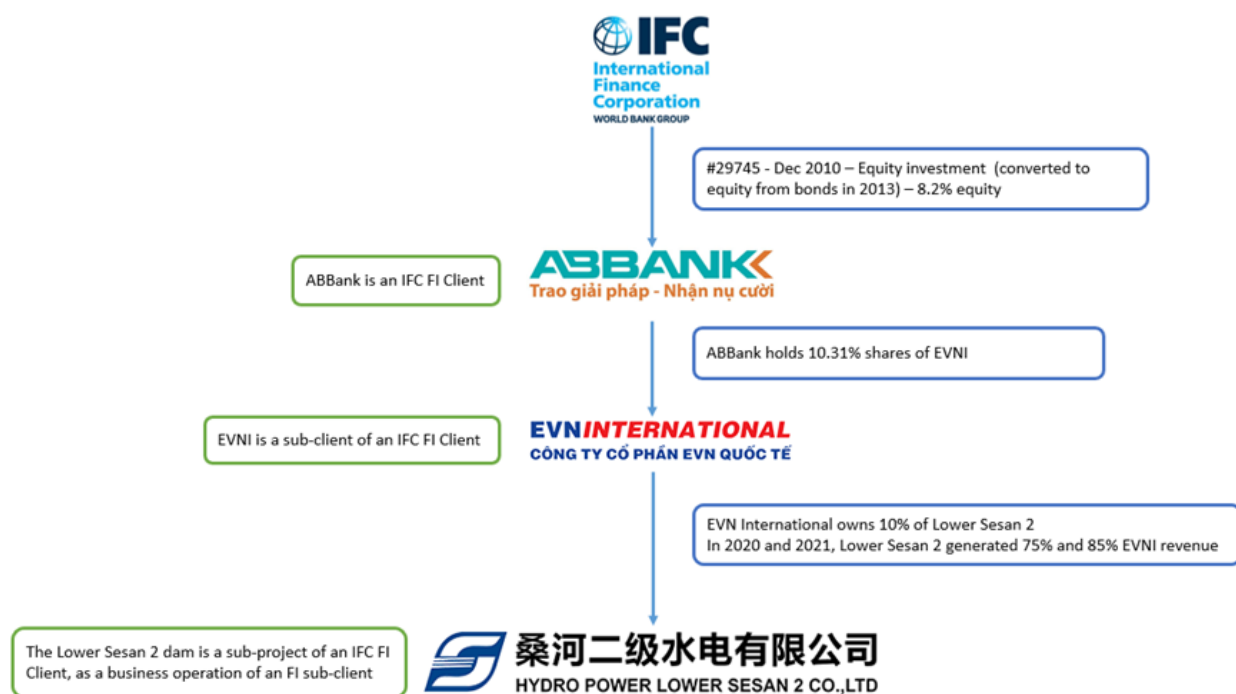 IFC
International
Finance
Corporation
WORLD BANK GROUP
#29745 - Dec 2010 – Equity investment  (converted to
equity from bonds in 2013) – 8.2% equity
ABBank is an IFC FI Client
ABBANK
Trao giải pháp - Nhận nụ cười
ABBank holds 10.31% shares of EVNI
EVNI is a sub-client of an IFC FI Client
EVNINTERNATIONAL
CÔNG TY CỔ PHẦN EVN QUỐC TẾ
EVN International owns 10% of Lower Sesan 2
In 2020 and 2021, Lower Sesan 2 generated 75% and 85% EVNI revenue
The Lower Sesan 2 dam is a sub-project of an IFC FI
Client, as a business operation of an FI sub-client
桑河二级水电有限公司
HYDRO POWER LOWER SESAN 2 CO.,LTD